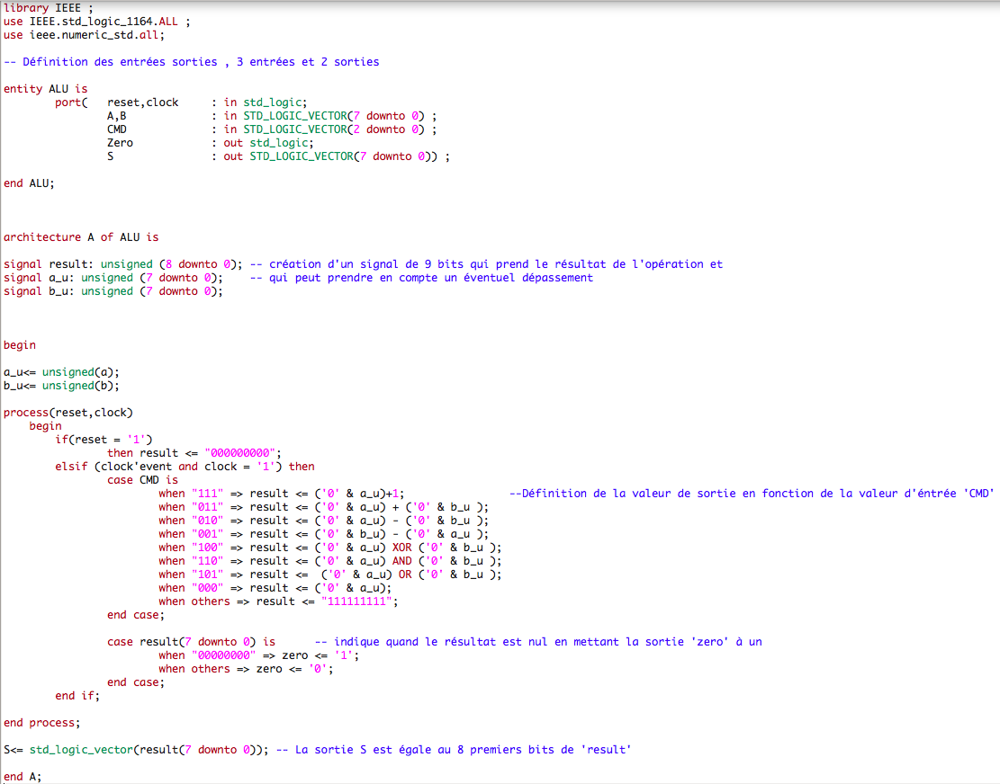 library IEEE ;
use IEEE.std_logic_1164.ALL ;
use ieee.numeric_std.all;
-- Définition des entrées sorties , 3 entrées et 2 sorties
entity ALU is
port( reset,clock : in std_logic;
A,B : in STD_LOGIC_VECTOR(7 downto 0) ;
CMD : in STD_LOGIC_VECTOR(2 downto 0) ;
Zero : out std_logic;
S : out STD_LOGIC_VECTOR(7 downto 0)) ;
end ALU;
architecture A of ALU is
signal result: unsigned (8 downto 0); -- création d'un signal de 9 bits qui prend le résultat de l'opération et
signal a_u: unsigned (7 downto 0); -- qui peut prendre en compte un éventuel dépassement
signal b_u: unsigned (7 downto 0);
begin
a_u<= unsigned(a);
b_u<= unsigned(b);
process(reset,clock)
begin
if(reset = '1')
then result <= "000000000";
elsif (clock'event and clock = '1') then
case CMD is
when "111" => result <= ('0' & a_u)+1; --Définition de la valeur de sortie en fonction de la valeur d'éntrée 'CMD'
when "011" => result <= ('0' & a_u) + ('0' & b_u );
when "010" => result <= ('0' & a_u) - ('0' & b_u );
when "001" => result <= ('0' & b_u) - ('0' & a_u );
when "100" => result <= ('0' & a_u) XOR ('0' & b_u );
when "110" => result <= ('0' & a_u) AND ('0' & b_u );
when "101" => result <= ('0' & a_u) OR ('0' & b_u );
when "000" => result <= ('0' & a_u);
when others => result <= "111111111";
end case;
case result(7 downto 0) is -- indique quand le résultat est nul en mettant la sortie 'zero' à un
when "00000000" => zero <= '1';
when others => zero <= '0';
end case;
end if;
end process;
S<= std_logic_vector(result(7 downto 0)); -- La sortie S est égale au 8 premiers bits de 'result'
end A;